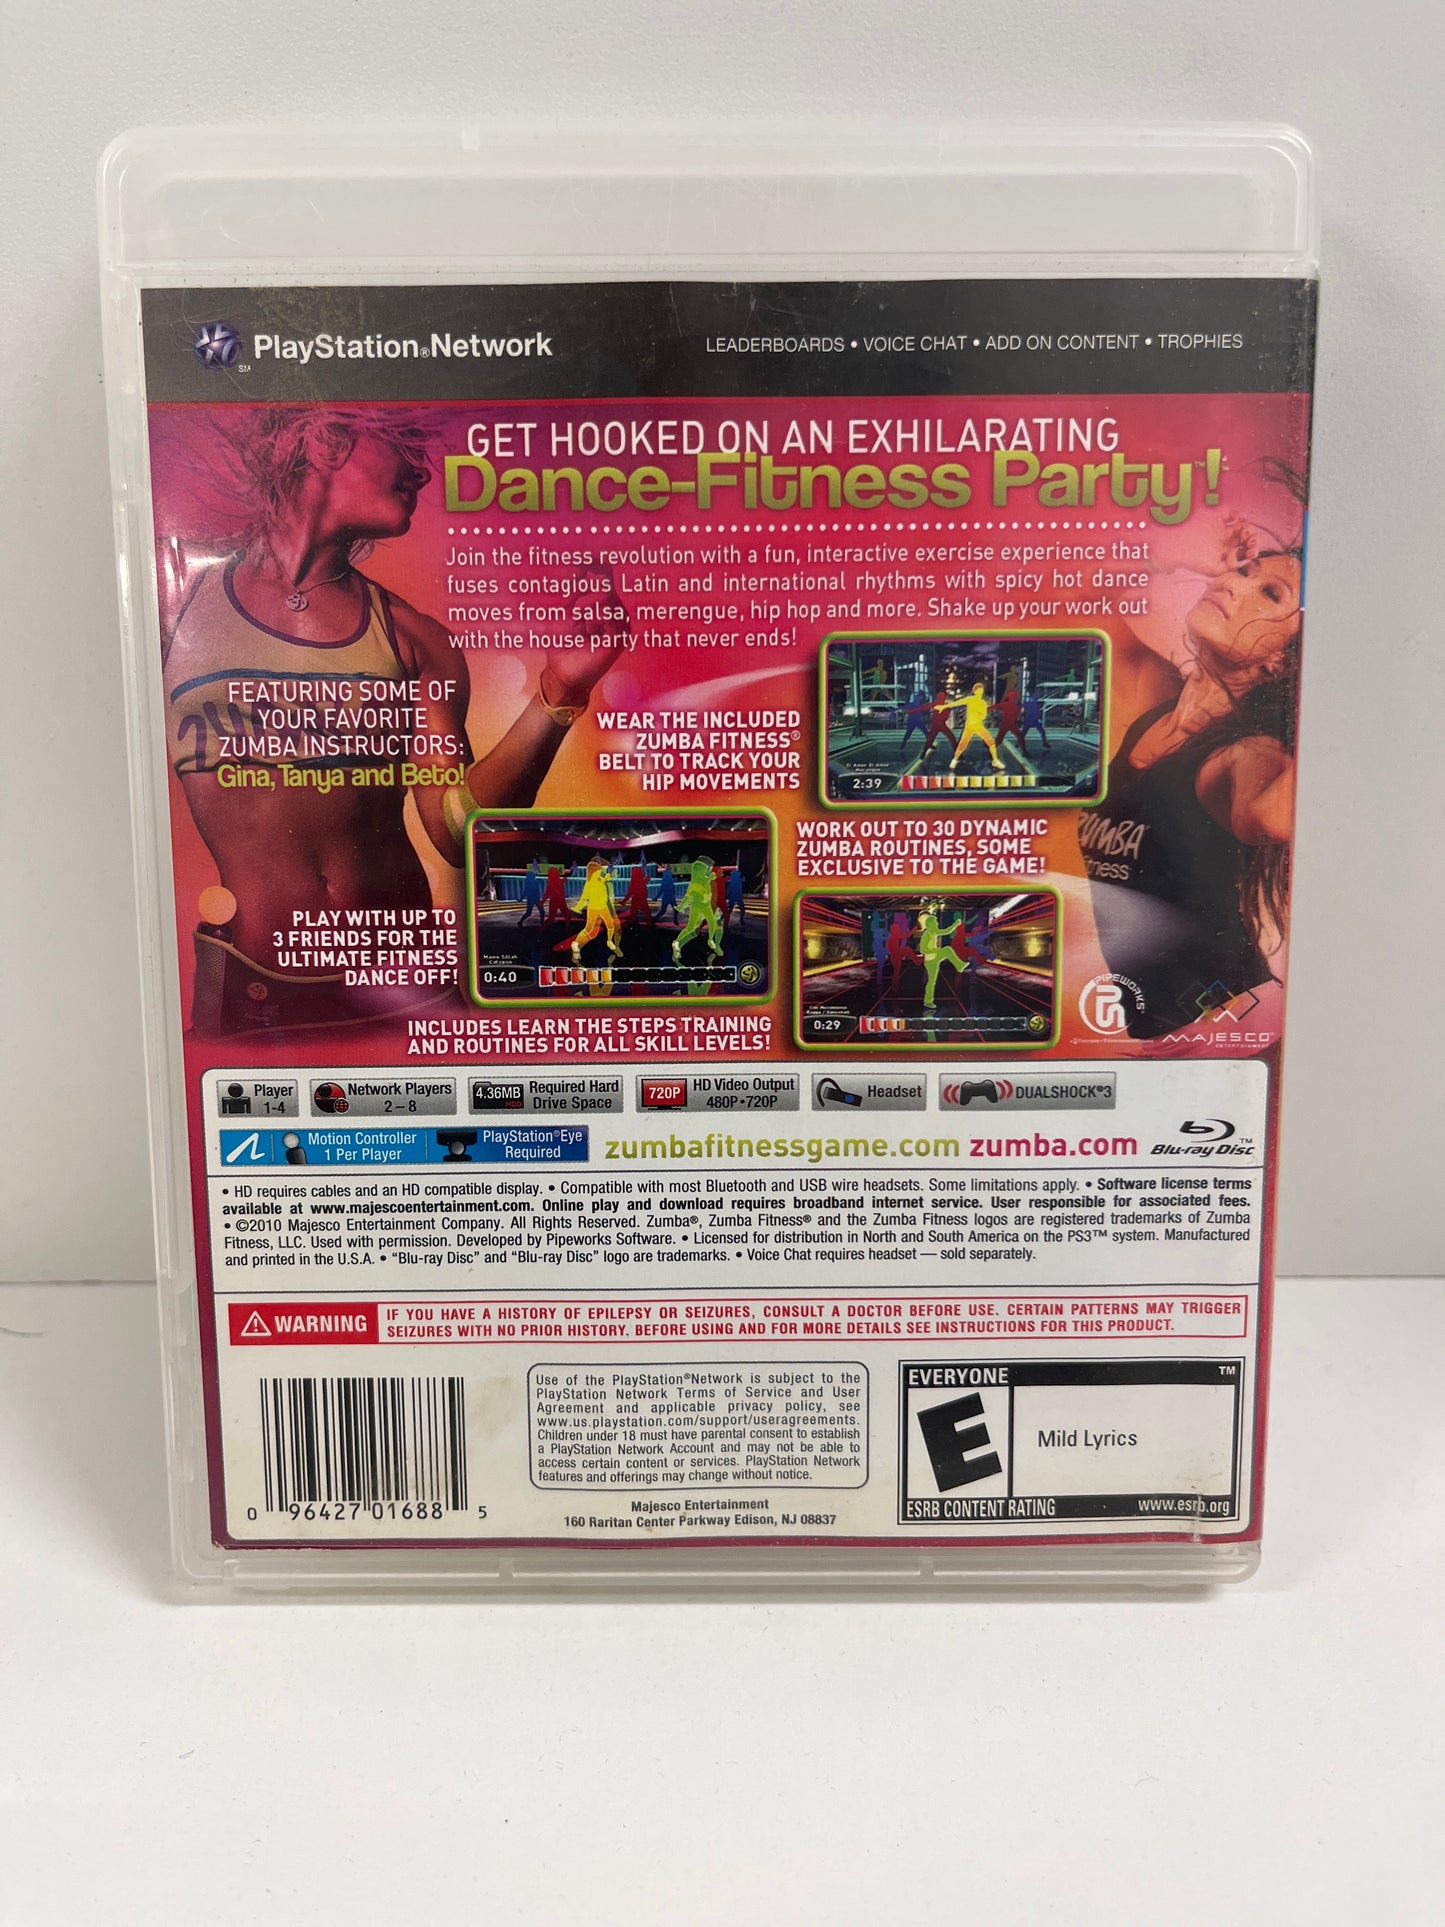 PlayStation®Network
SM
LEADERBOARDS • VOICE CHAT • ADD ON CONTENT • TROPHIES
GET HOOKED ON AN EXHILARATING
Dance-Fitness Party™!
Join the fitness revolution with a fun, interactive exercise experience that
fuses contagious Latin and international rhythms with spicy hot dance
moves from salsa, merengue, hip hop and more. Shake up your work out
with the house party that never ends!
FEATURING SOME OF
YOUR FAVORITE
ZUMBA INSTRUCTORS:
Gina, Tanya and Beto!
WEAR THE INCLUDED
ZUMBA FITNESS®
BELT TO TRACK YOUR
HIP MOVEMENTS
2:39
WORK OUT TO 30 DYNAMIC
ZUMBA ROUTINES, SOME
EXCLUSIVE TO THE GAME!
ZUMBA
fitness
PLAY WITH UP TO
3 FRIENDS FOR THE
ULTIMATE FITNESS
DANCE OFF!
0:40
0:29
INCLUDES LEARN THE STEPS TRAINING
AND ROUTINES FOR ALL SKILL LEVELS!
PIPEWORKS
MAJESCO
ENTERTAINMENT
Player
1-4
Network Players
2 – 8
4.36MB
HDD
Required Hard
Drive Space
720P
HD Video Output
480P•720P
Headset
DUALSHOCK®3
Motion Controller
1 Per Player
PlayStation®Eye
Required
zumbafitnessgame.com zumba.com
Blu-ray Disc™
• HD requires cables and an HD compatible display. • Compatible with most Bluetooth and USB wire headsets. Some limitations apply. • Software license terms
available at www.majescoentertainment.com. Online play and download requires broadband internet service. User responsible for associated fees.
• ©2010 Majesco Entertainment Company. All Rights Reserved. Zumba®, Zumba Fitness® and the Zumba Fitness logos are registered trademarks of Zumba
Fitness, LLC. Used with permission. Developed by Pipeworks Software. • Licensed for distribution in North and South America on the PS3™ system. Manufactured
and printed in the U.S.A. • “Blu-ray Disc” and “Blu-ray Disc” logo are trademarks. • Voice Chat requires headset — sold separately.
WARNING
IF YOU HAVE A HISTORY OF EPILEPSY OR SEIZURES, CONSULT A DOCTOR BEFORE USE. CERTAIN PATTERNS MAY TRIGGER
SEIZURES WITH NO PRIOR HISTORY. BEFORE USING AND FOR MORE DETAILS SEE INSTRUCTIONS FOR THIS PRODUCT.
0 96427 01688 5
Use of the PlayStation®Network is subject to the
PlayStation Network Terms of Service and User
Agreement and applicable privacy policy, see
www.us.playstation.com/support/useragreements.
Children under 18 must have parental consent to establish
a PlayStation Network Account and may not be able to
access certain content or services. PlayStation Network
features and offerings may change without notice.
Majesco Entertainment
160 Raritan Center Parkway Edison, NJ 08837
EVERYONE
™
E
Mild Lyrics
ESRB CONTENT RATING
www.esrb.org